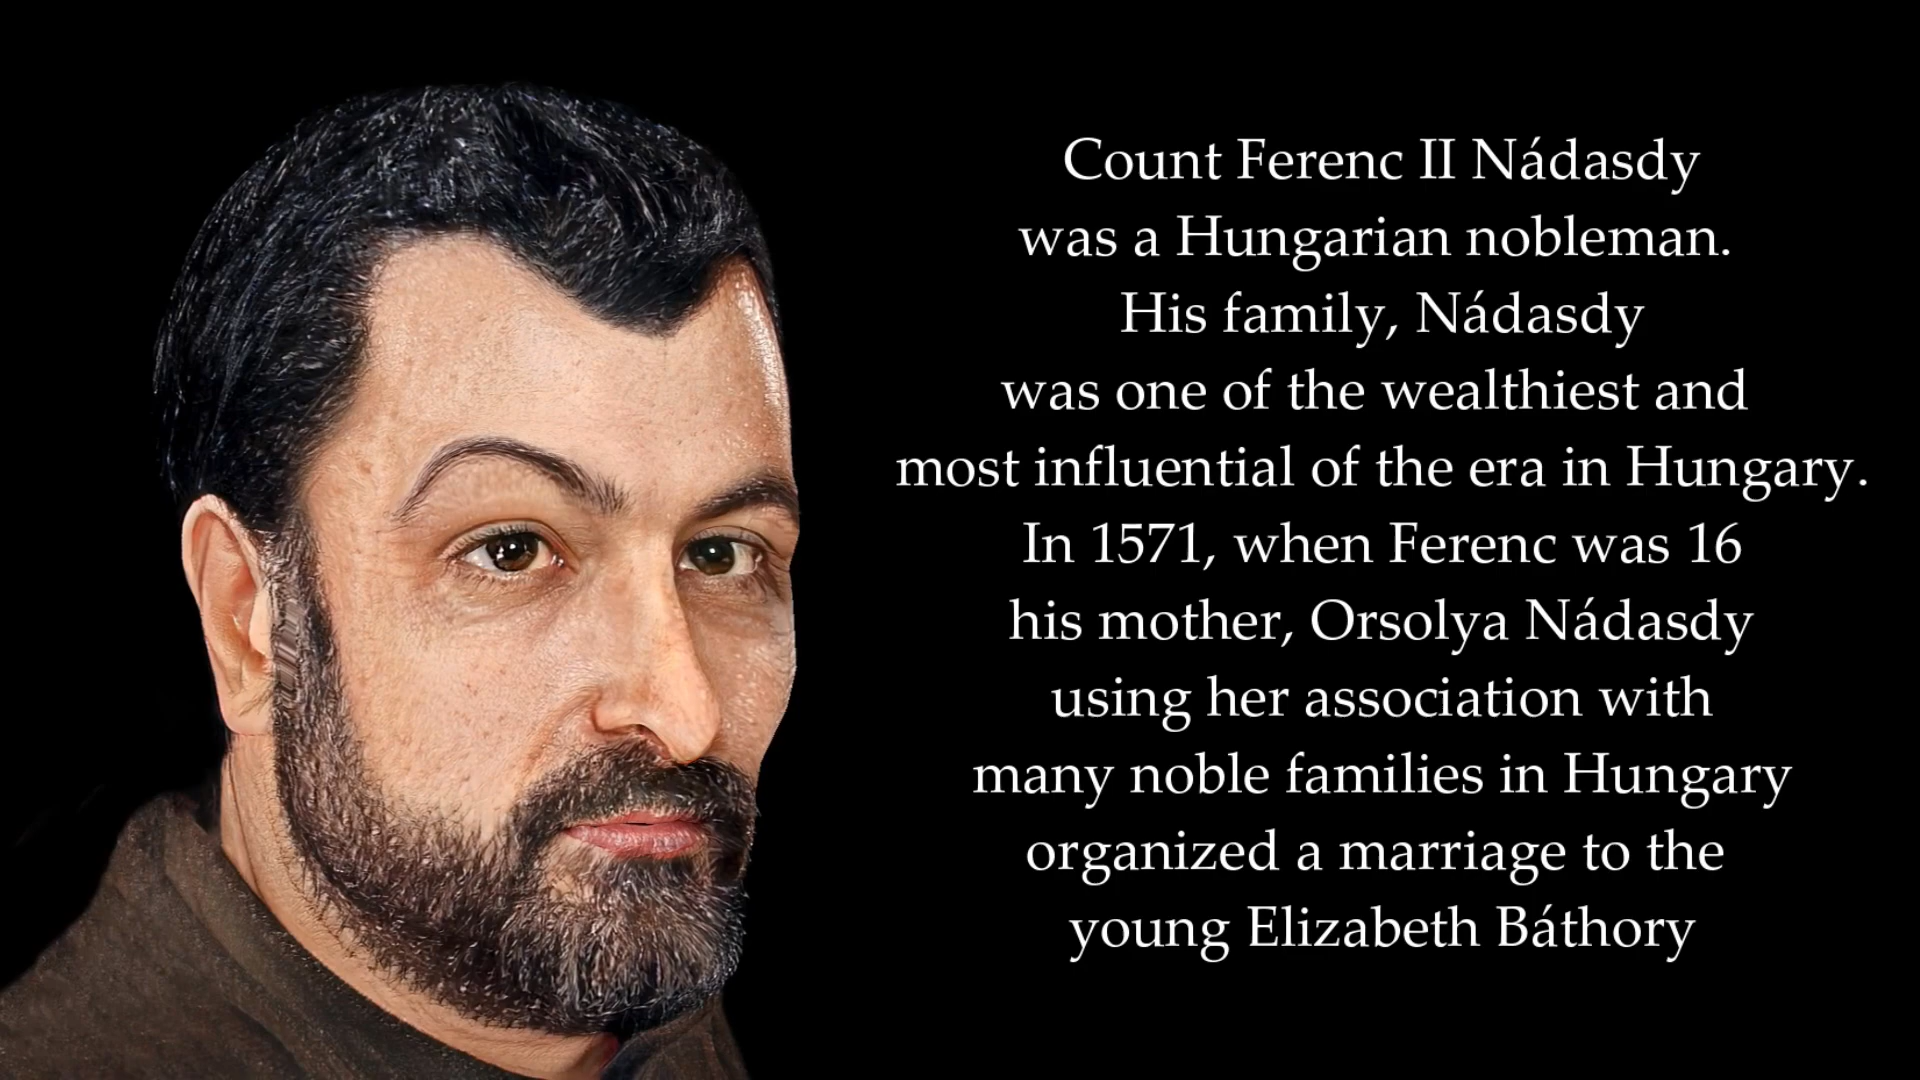 Count Ferenc II Nádasdy
was a Hungarian nobleman.
His family, Nádasdy
was one of the wealthiest and
most influential of the era in Hungary.
In 1571, when Ferenc was 16
his mother, Orsolya Nádasdy
using her association with
many noble families in Hungary
organized a marriage to the
young Elizabeth Báthory